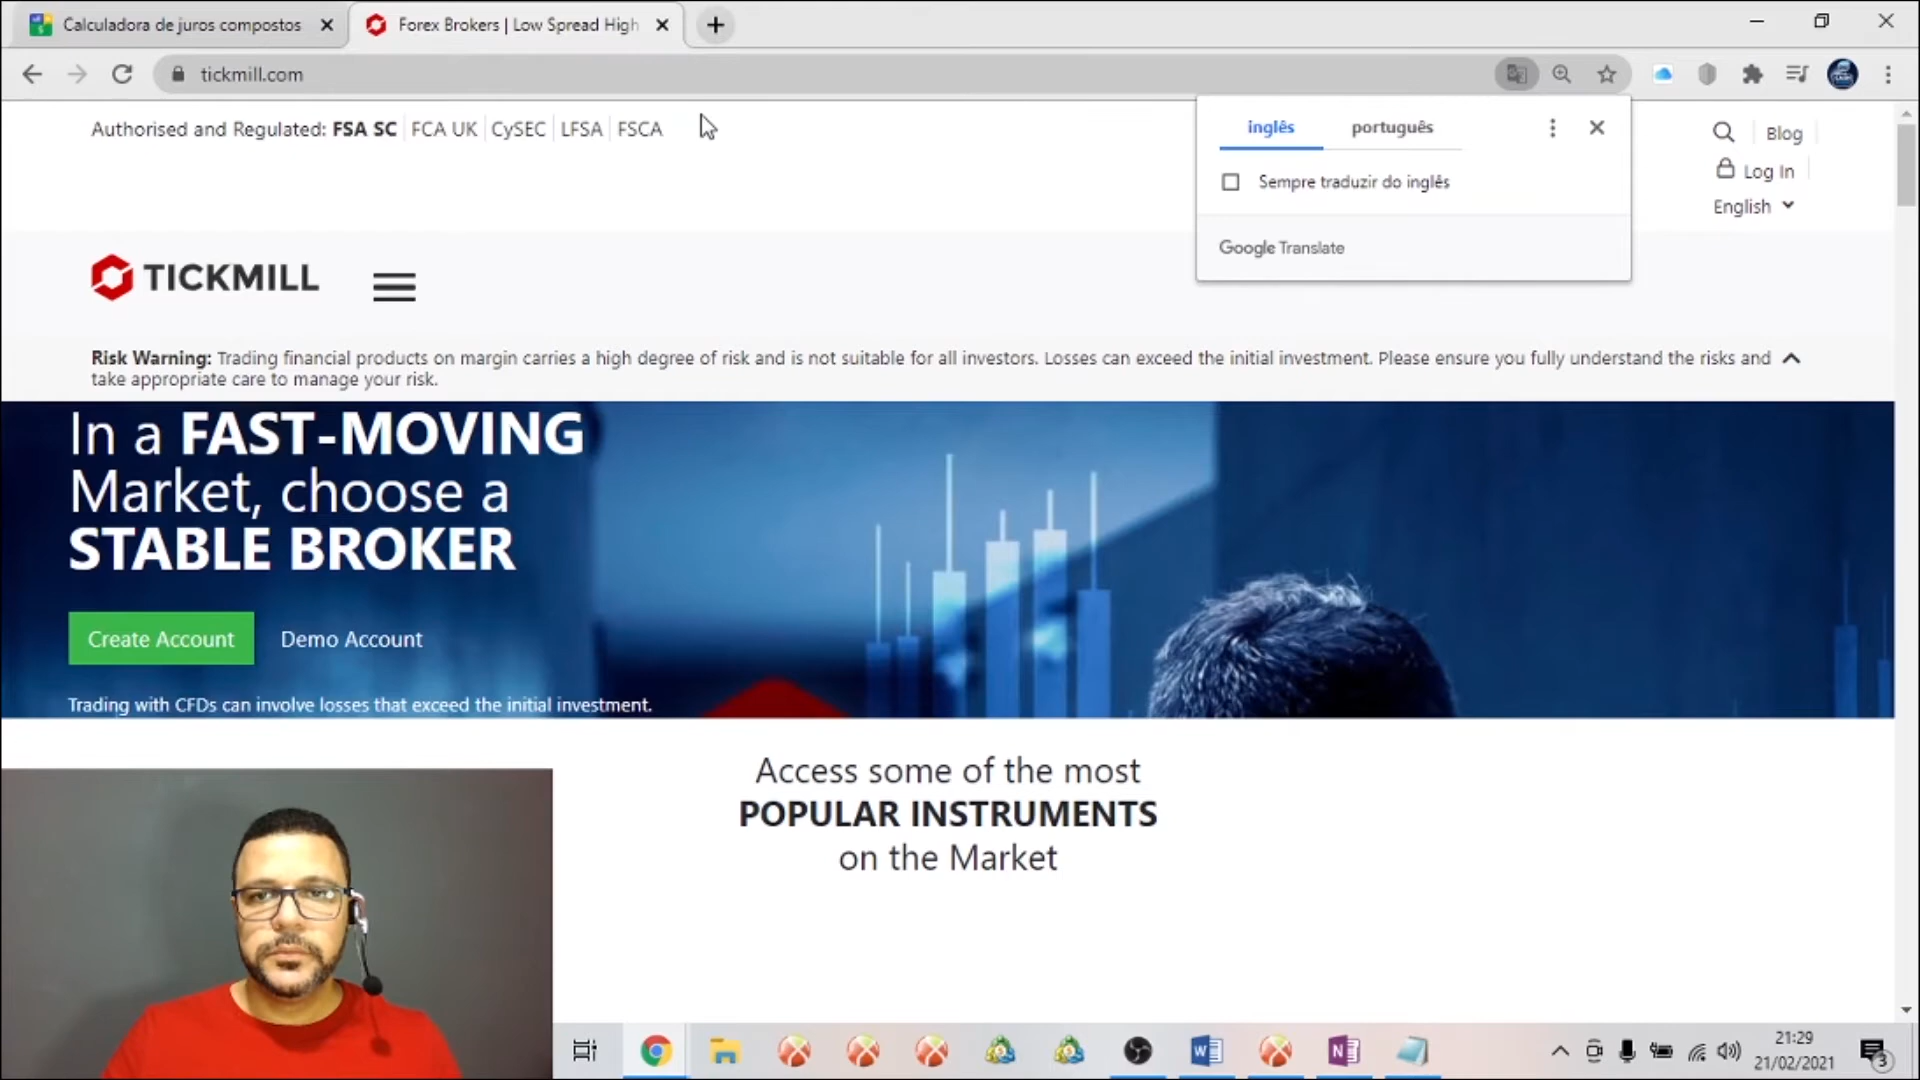 Calculadora de juros compostos
Forex Brokers | Low Spread High
tickmill.com
Authorised and Regulated: FSA SC FCA UK CySEC LFSA FSCA
inglês português
Sempre traduzir do inglês
Google Translate
Blog
Log In
English
TICKMILL
Risk Warning: Trading financial products on margin carries a high degree of risk and is not suitable for all investors. Losses can exceed the initial investment. Please ensure you fully understand the risks and
take appropriate care to manage your risk.
In a FAST-MOVING
Market, choose a
STABLE BROKER
Create Account Demo Account
Trading with CFDs can involve losses that exceed the initial investment.
Access some of the most
POPULAR INSTRUMENTS
on the Market
21:29
21/02/2021
3